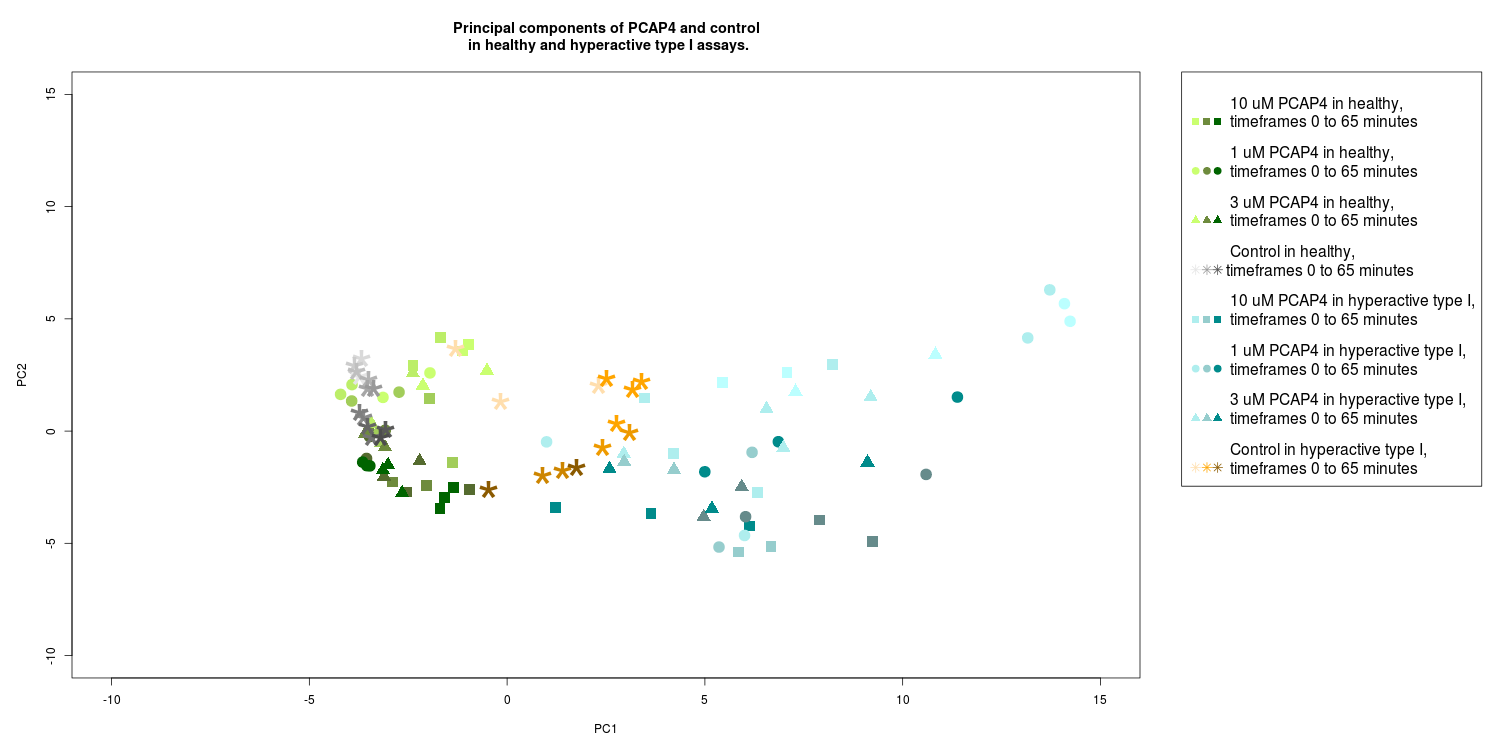 Principal components of PCAP4 and control
in healthy and hyperactive type I assays.
15
10
5
0
-5
-10
PC2
-10
-5
0
5
10
15
PC1
10 uM PCAP4 in healthy,
timeframes 0 to 65 minutes
1 uM PCAP4 in healthy,
timeframes 0 to 65 minutes
3 uM PCAP4 in healthy,
timeframes 0 to 65 minutes
Control in healthy,
timeframes 0 to 65 minutes
10 uM PCAP4 in hyperactive type I,
timeframes 0 to 65 minutes
1 uM PCAP4 in hyperactive type I,
timeframes 0 to 65 minutes
3 uM PCAP4 in hyperactive type I,
timeframes 0 to 65 minutes
Control in hyperactive type I,
timeframes 0 to 65 minutes